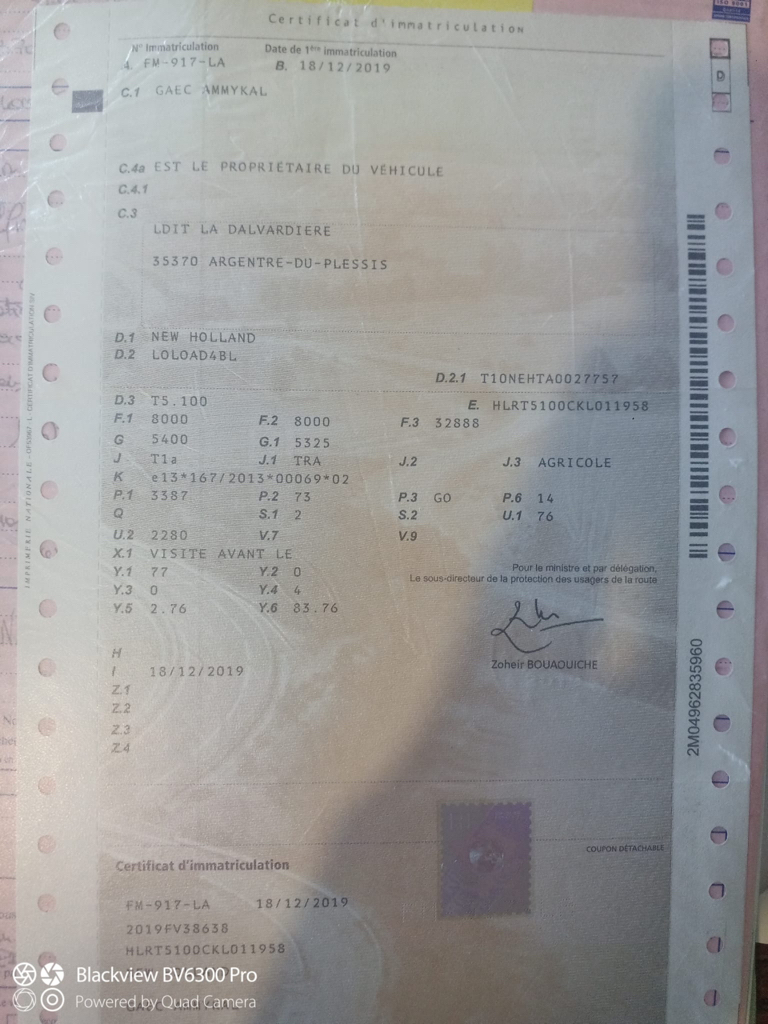 Certificat d'immatriculation
N° Immatriculation Date de 1ère immatriculation
A. FM-917-LA B. 18/12/2019
C.1 GAEC AMMYKAL
C.4a EST LE PROPRIÉTAIRE DU VÉHICULE
C.4.1
C.3
LDIT LA DALVARDIERE
35370 ARGENTRE-DU-PLESSIS
D.1 NEW HOLLAND
D.2 LOLOAD4BL
D.2.1 T10NEHTA0027757
D.3 T5.100
E. HLRT5100CKL011958
F.1 8000 F.2 8000 F.3 32888
G 5400 G.1 5325
J T1a J.1 TRA J.2 J.3 AGRICOLE
K e13*167/2013*00069*02
P.1 3387 P.2 73 P.3 GO P.6 14
Q S.1 2 S.2 U.1 76
U.2 2280 V.7 V.9
X.1 VISITE AVANT LE
Y.1 77 Y.2 0
Y.3 0 Y.4 4
Y.5 2.76 Y.6 83.76
Pour le ministre et par délégation,
Le sous-directeur de la protection des usagers de la route
Zoheir BOUAOUICHE
H
I 18/12/2019
Z.1
Z.2
Z.3
Z.4
COUPON DÉTACHABLE
Certificat d'immatriculation
FM-917-LA 18/12/2019
2019FV38638
HLRT5100CKL011958
D
2M04962835960
Blackview BV6300 Pro
Powered by Quad Camera